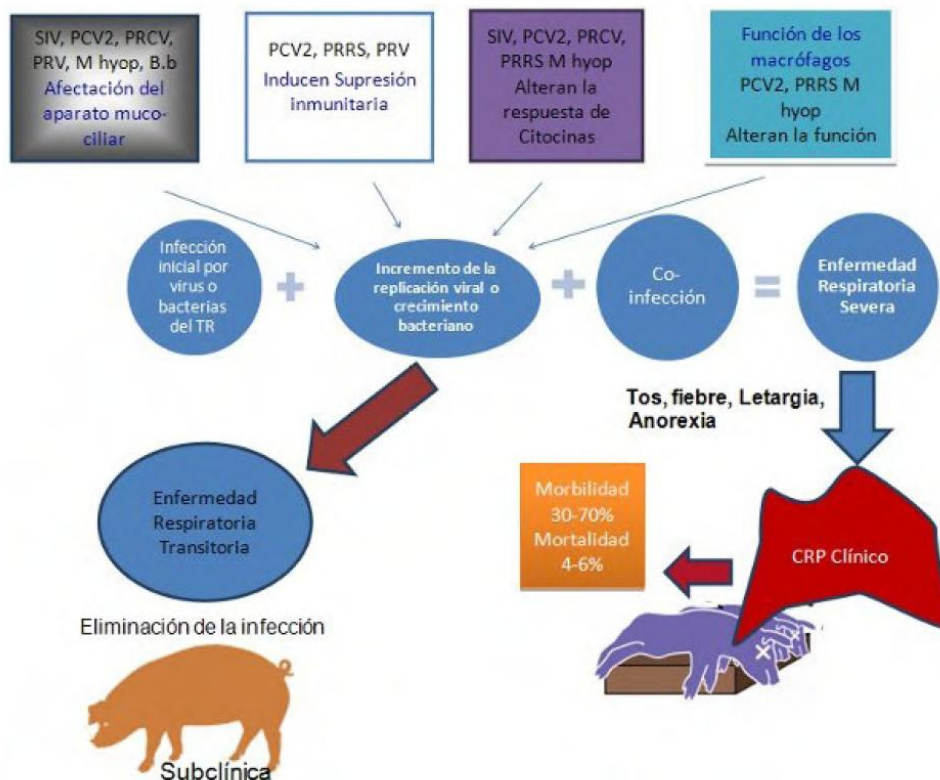 SIV, PCV2, PRCV,
PRV, M hyop, B.b
Afectación del
aparato muco-
ciliar
PCV2, PRRS, PRV
Inducen Supresión
inmunitaria
SIV, PCV2, PRCV,
PRRS M hyop
Alteran la
respuesta de
Citocinas
Función de los
macrófagos
PCV2, PRRS M
hyop
Alteran la función
Infección
inicial por
virus o
bacterias
del TR
+
Incremento de la
replicación viral o
crecimiento
bacteriano
+
Co-
infección
=
Enfermedad
Respiratoria
Severa
Tos, fiebre, Letargia,
Anorexia
Enfermedad
Respiratoria
Transitoria
Morbilidad
30-70%
Mortalidad
4-6%
CRP Clínico
Eliminación de la infección
Subclínica